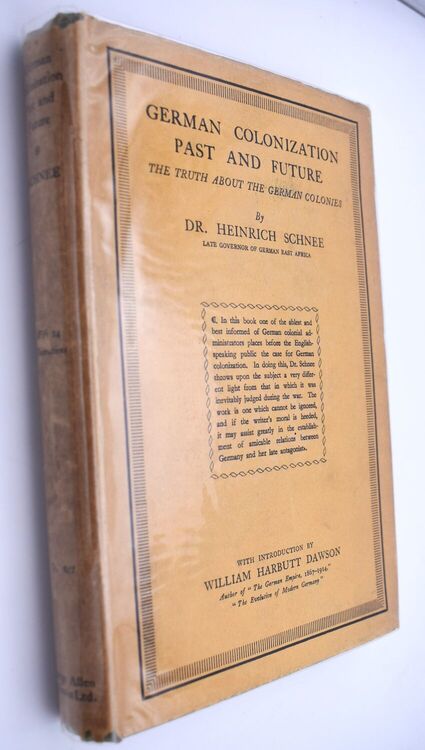 GERMAN COLONIZATION
PAST AND FUTURE
THE TRUTH ABOUT THE GERMAN COLONIES
By
DR. HEINRICH SCHNEE
LATE GOVERNOR OF GERMAN EAST AFRICA
¶. In this book one of the ablest and
best informed of German colonial ad-
ministrators places before the English-
speaking public the case for German
colonization. In doing this, Dr. Schnee
throws upon the subject a very differ-
ent light from that in which it was
inevitably judged during the war. The
work is one which cannot be ignored,
and if the writer's moral is heeded,
it may assist greatly in the establish-
ment of amicable relations between
Germany and her late antagonists.
WITH INTRODUCTION BY
WILLIAM HARBUTT DAWSON
Author of "The German Empire, 1867-1914,"
"The Evolution of Modern Germany"
and
Future
Allen
Ltd.